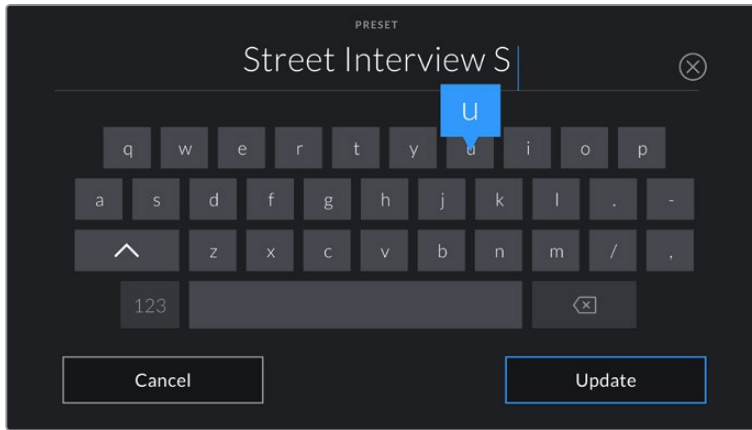 PRESET
Street Interview S
u
q w e r t y u i o p
a s d f g h j k l . -
z x c v b n m / ,
123
Cancel Update